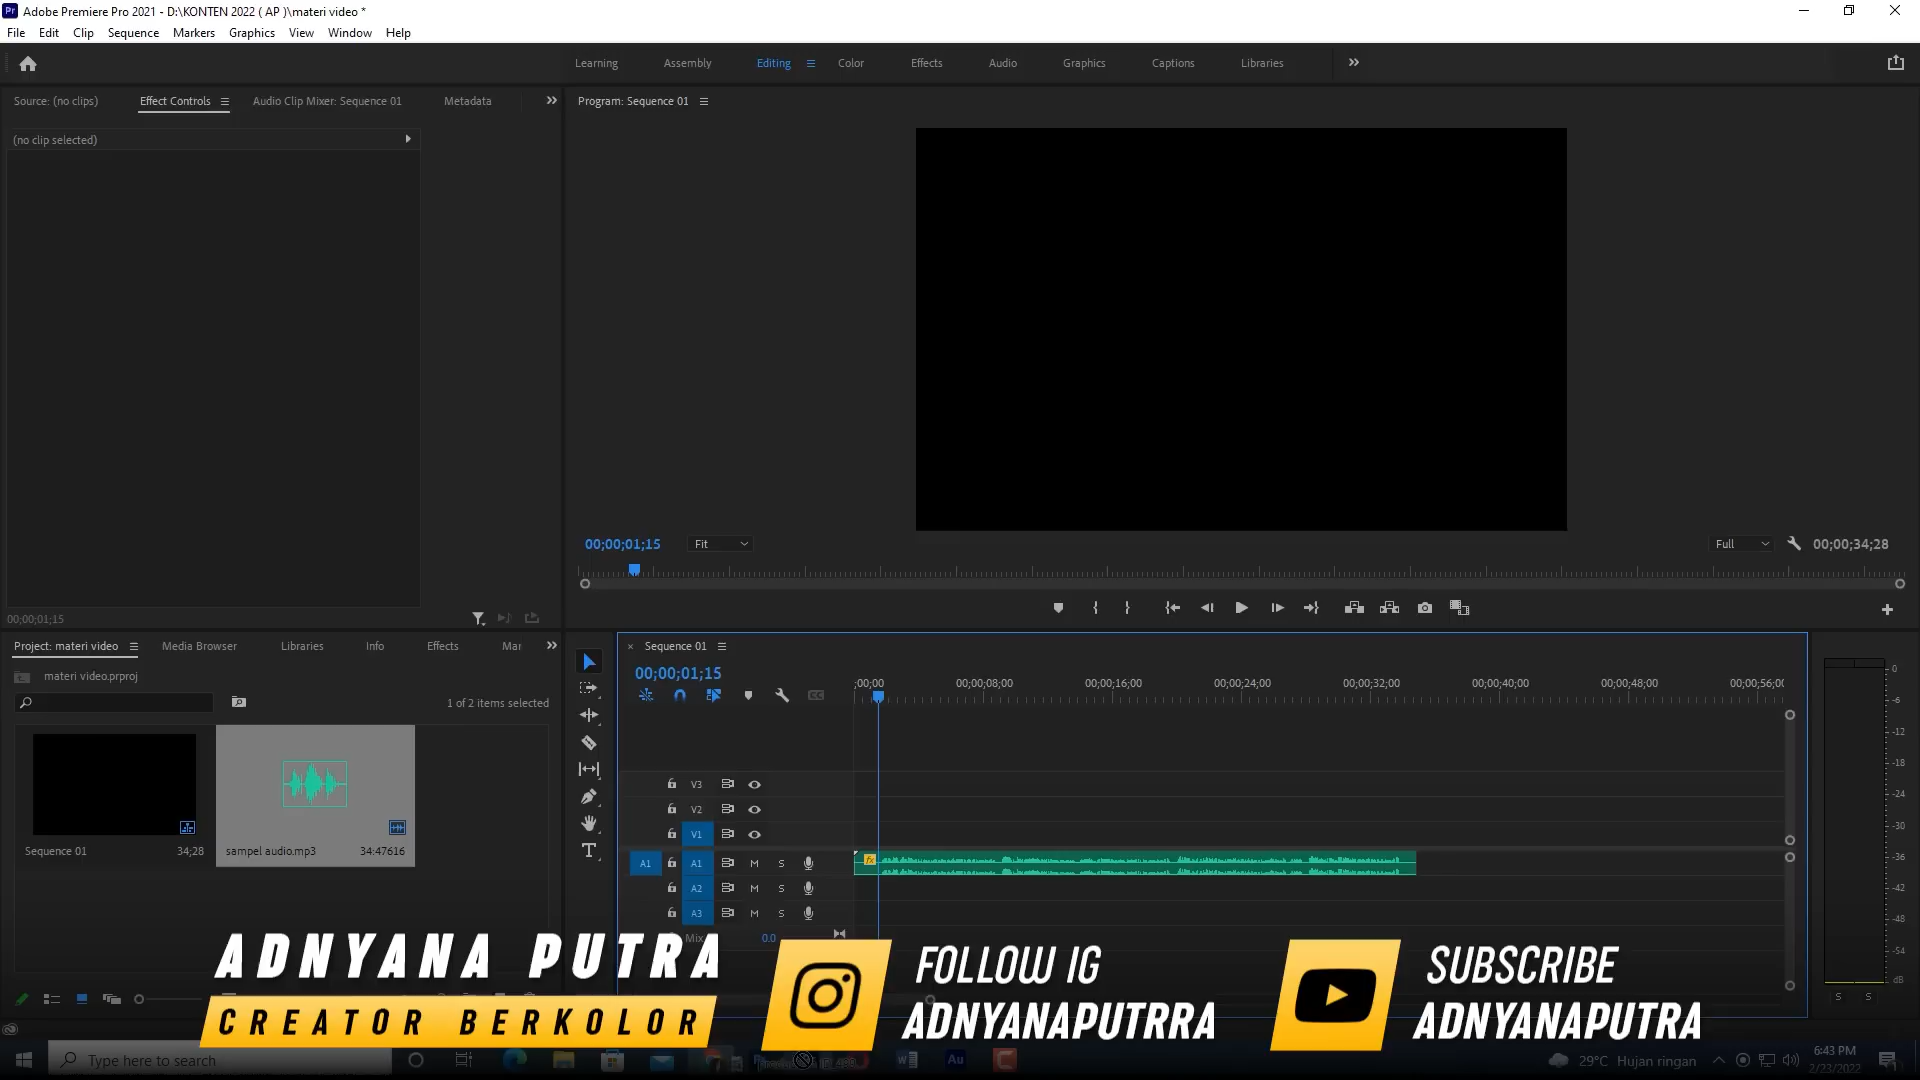 Adobe Premiere Pro 2021 - D:\KONTEN 2022 ( AP )\materi video *
File Edit Clip Sequence Markers Graphics View Window Help
Learning Assembly Editing Color Effects Audio Graphics Captions Libraries
Source: (no clips) Effect Controls Audio Clip Mixer: Sequence 01 Metadata
Program: Sequence 01
(no clip selected)
00;00;01;15 Fit Full 00;00;34;28
00;00;01;15
Project: materi video Media Browser Libraries Info Effects Mar
materi video.prproj
1 of 2 items selected
Sequence 01 34;28
sampel audio.mp3 34:47616
Sequence 01
00;00;01;15
;00;00 00;00;08;00 00;00;16;00 00;00;24;00 00;00;32;00 00;00;40;00 00;00;48;00 00;00;56;00
V3
V2
V1
A1 A1 M S
A2 M S
A3 M S
Mix 0.0
0
-6
-12
-18
-24
-30
-36
-42
-48
-54
dB
S S
ADNYANA PUTRA
CREATOR BERKOLOR
FOLLOW IG
ADNYANAPUTRRA
SUBSCRIBE
ADNYANAPUTRA
Type here to search
29°C Hujan ringan
6:43 PM
2/23/2022